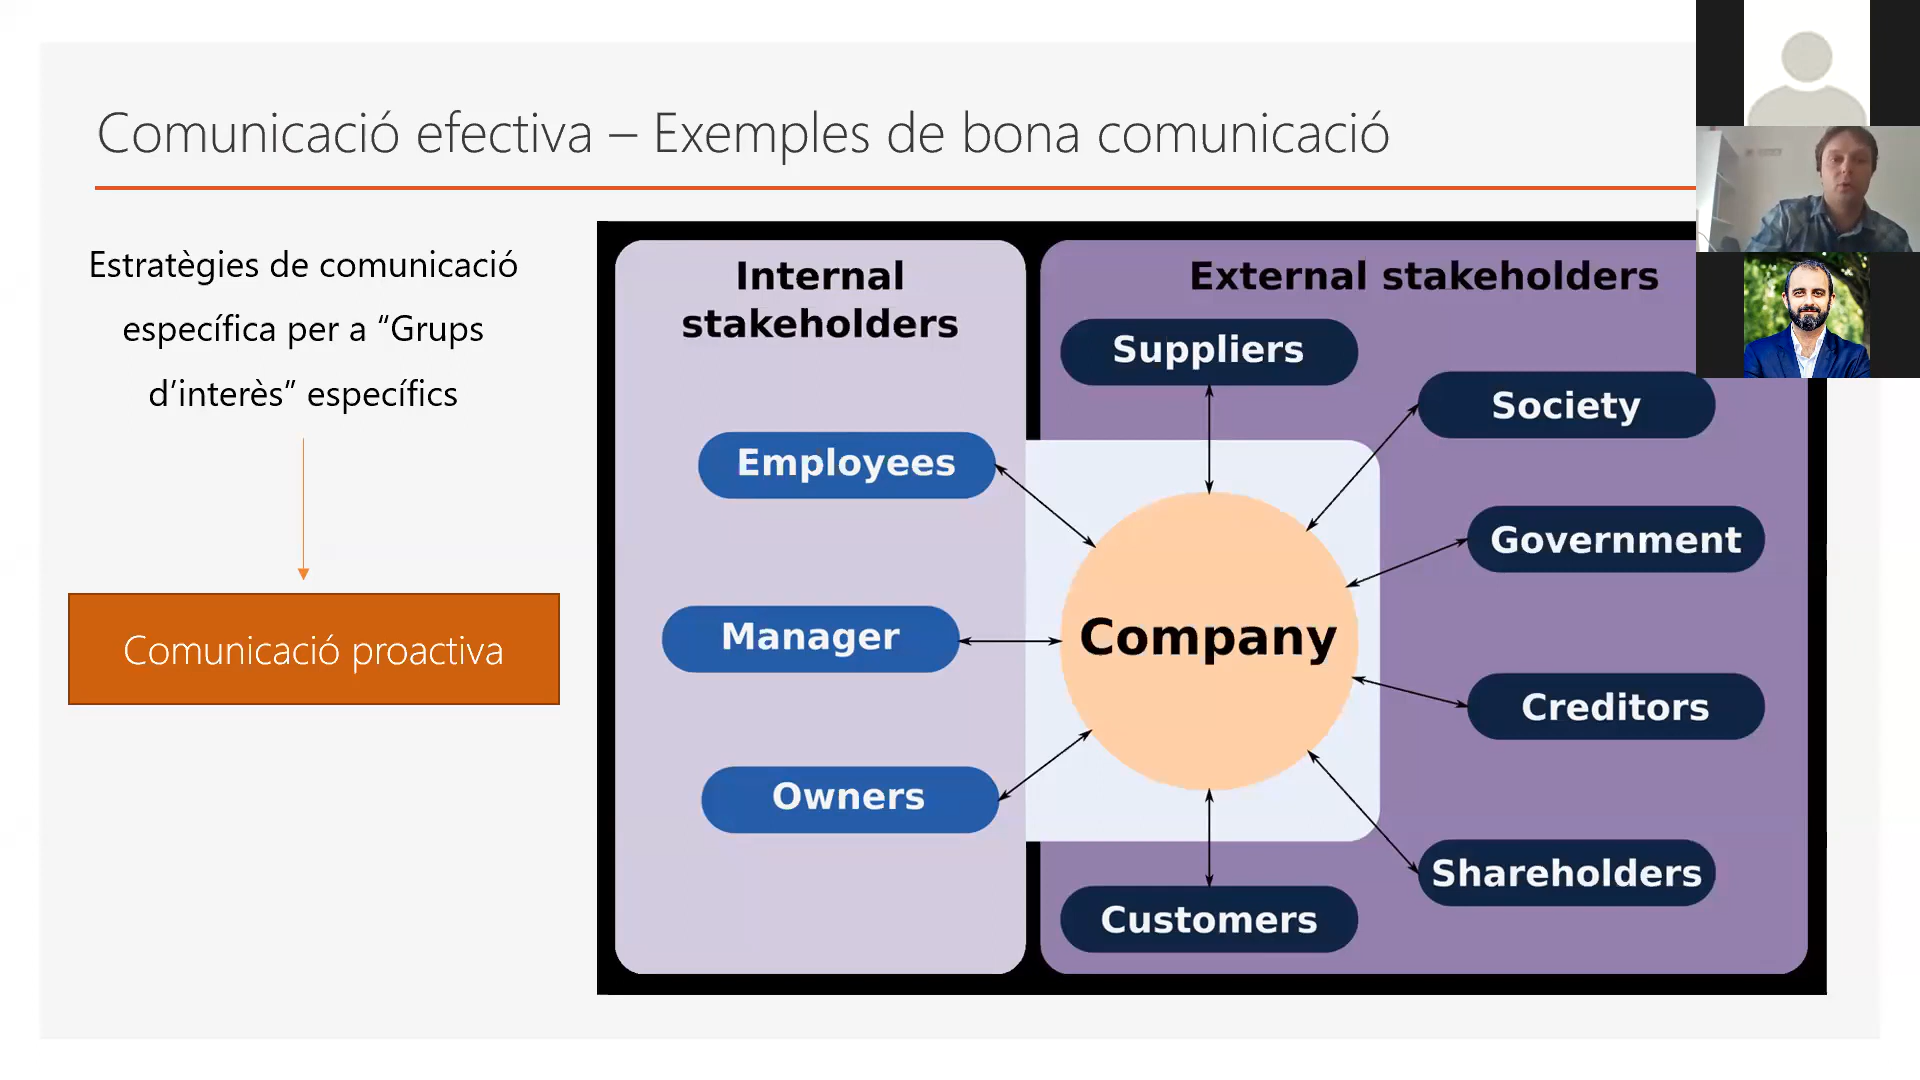 Comunicació efectiva – Exemples de bona comunicació
Estratègies de comunicació
específica per a “Grups
d’interès” específics
Comunicació proactiva
Internal
stakeholders
Employees
Manager
Owners
External stakeholders
Suppliers
Society
Government
Company
Creditors
Shareholders
Customers